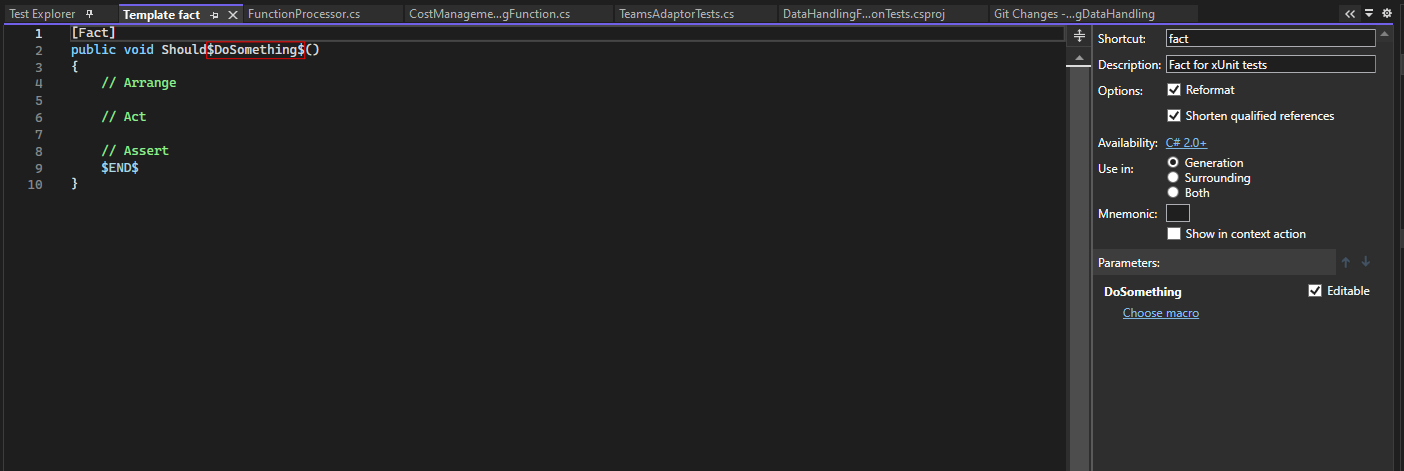 Test Explorer Template fact FunctionProcessor.cs CostManageme...gFunction.cs TeamsAdaptorTests.cs DataHandlingF...onTests.csproj Git Changes -...gDataHandling
1 [Fact]
2 public void Should$DoSomething$()
3 {
4 // Arrange
5
6 // Act
7
8 // Assert
9 $END$
10 }
Shortcut: fact
Description: Fact for xUnit tests
Options: Reformat
Shorten qualified references
Availability: C# 2.0+
Use in: Generation
Surrounding
Both
Mnemonic:
Show in context action
Parameters:
DoSomething Editable
Choose macro